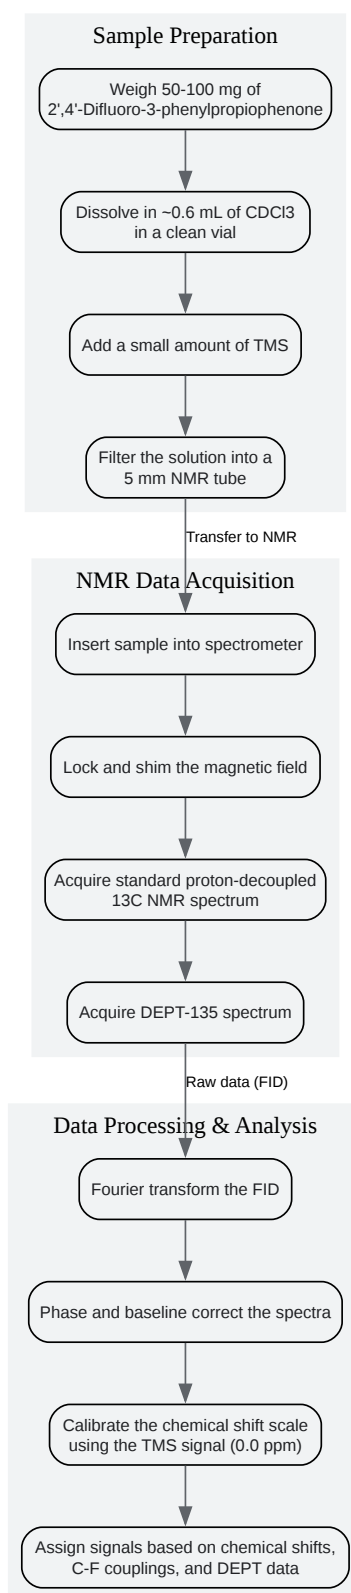 Sample Preparation
Weigh 50-100 mg of
2',4'-Difluoro-3-phenylpropiophenone
Dissolve in ~0.6 mL of CDCl3
in a clean vial
Add a small amount of TMS
Filter the solution into a
5 mm NMR tube
Transfer to NMR
NMR Data Acquisition
Insert sample into spectrometer
Lock and shim the magnetic field
Acquire standard proton-decoupled
13C NMR spectrum
Acquire DEPT-135 spectrum
Raw data (FID)
Data Processing & Analysis
Fourier transform the FID
Phase and baseline correct the spectra
Calibrate the chemical shift scale
using the TMS signal (0.0 ppm)
Assign signals based on chemical shifts,
C-F couplings, and DEPT data